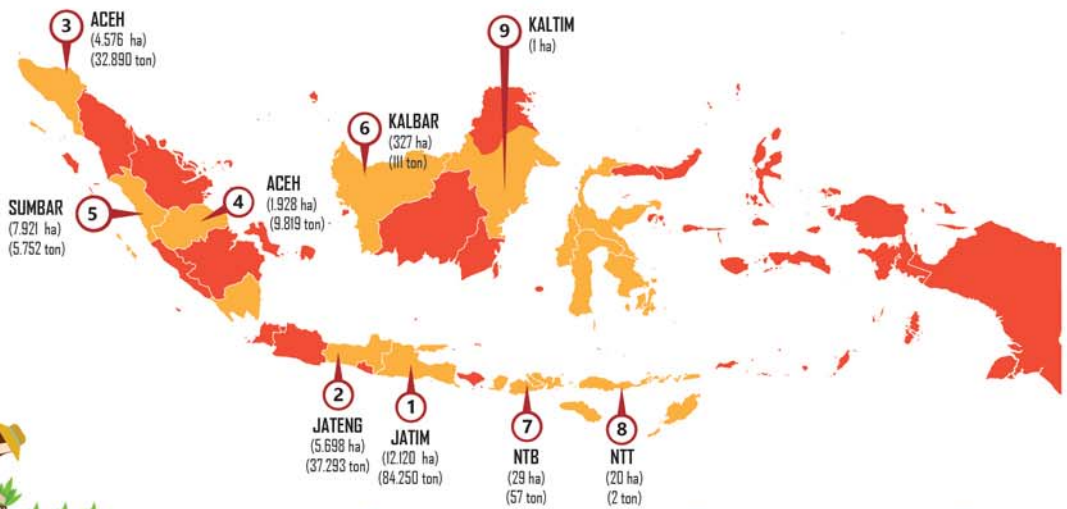 3
ACEH
(4.576 ha)
(32.890 ton)
9
KALTIM
(1 ha)
6
KALBAR
(327 ha)
(111 ton)
4
ACEH
(1.928 ha)
(9.819 ton)
5
SUMBAR
(7.921 ha)
(5.752 ton)
2
JATENG
(5.698 ha)
(37.293 ton)
1
JATIM
(12.120 ha)
(84.250 ton)
7
NTB
(29 ha)
(57 ton)
8
NTT
(20 ha)
(2 ton)